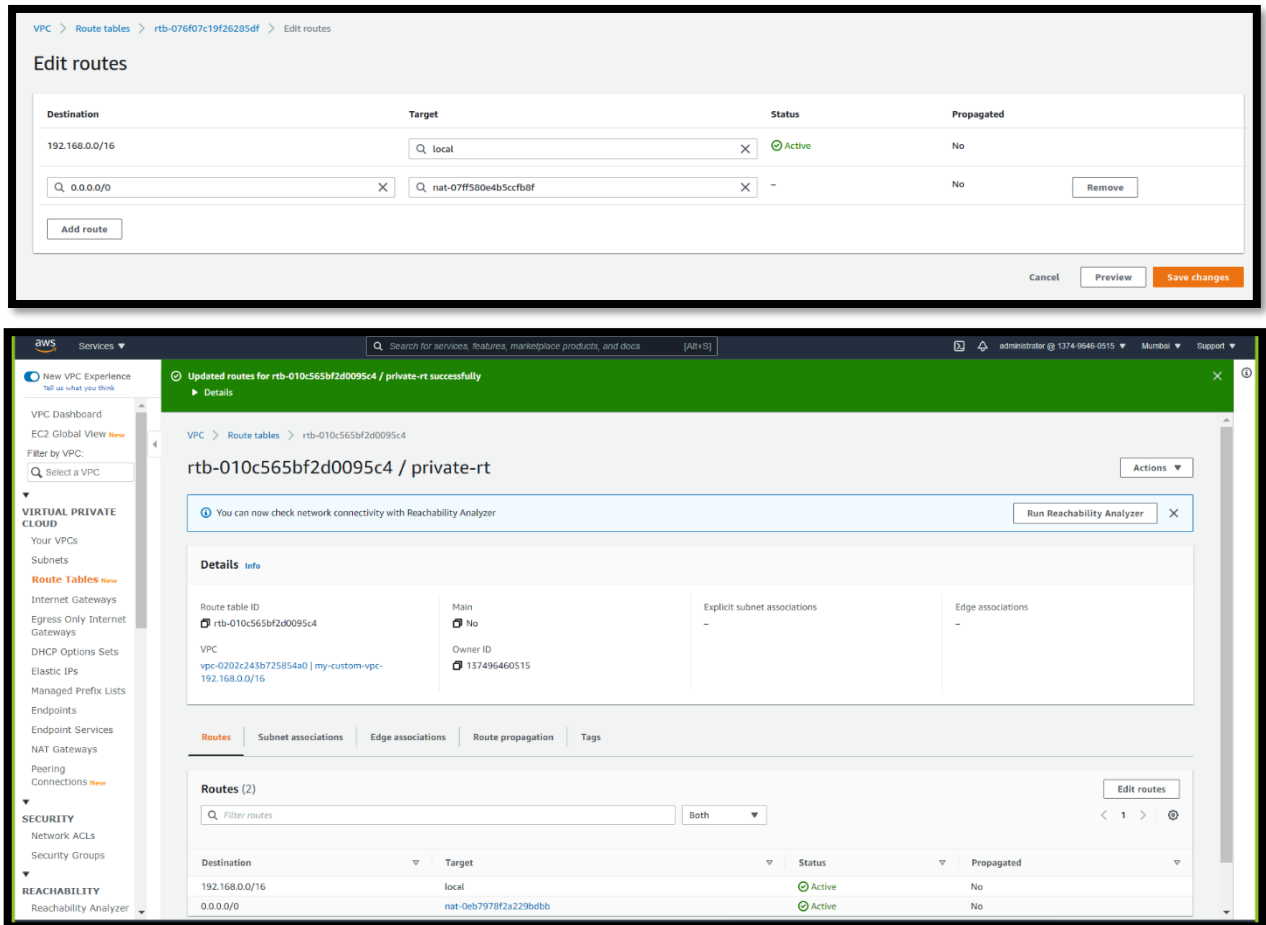 VPC > Route tables > rtb-076f07c19f26285df > Edit routes
Edit routes
Destination Target Status Propagated
192.168.0.0/16 local Active No
0.0.0.0/0 nat-07ff580e4b5ccfb8f – No Remove
Add route
Cancel Preview Save changes
aws Services Search for services, features, marketplace products, and docs [Alt+S] administrator @ 1374-9646-0515 Mumbai Support
New VPC Experience
Tell us what you think
Updated routes for rtb-010c565bf2d0095c4 / private-rt successfully
Details
VPC Dashboard
EC2 Global View New
Filter by VPC:
Select a VPC
VIRTUAL PRIVATE
CLOUD
Your VPCs
Subnets
Route Tables New
Internet Gateways
Egress Only Internet
Gateways
DHCP Options Sets
Elastic IPs
Managed Prefix Lists
Endpoints
Endpoint Services
NAT Gateways
Peering
Connections New
SECURITY
Network ACLs
Security Groups
REACHABILITY
Reachability Analyzer
VPC > Route tables > rtb-010c565bf2d0095c4
rtb-010c565bf2d0095c4 / private-rt Actions
You can now check network connectivity with Reachability Analyzer Run Reachability Analyzer
Details Info
Route table ID Main Explicit subnet associations Edge associations
rtb-010c565bf2d0095c4 No – –
VPC Owner ID
vpc-0202c243b725854a0 | my-custom-vpc- 137496460515
192.168.0.0/16
Routes Subnet associations Edge associations Route propagation Tags
Routes (2) Edit routes
Filter routes Both 1
Destination Target Status Propagated
192.168.0.0/16 local Active No
0.0.0.0/0 nat-0eb7978f2a229bdbb Active No